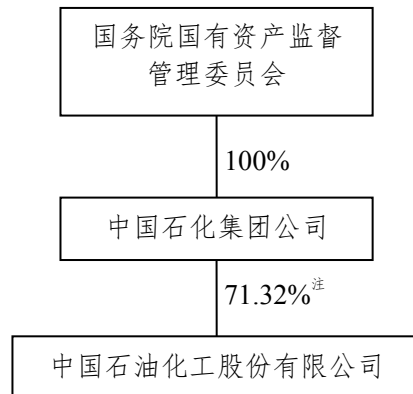 国务院国有资产监督
管理委员会
100%
中国石化集团公司
71.32%注
中国石油化工股份有限公司